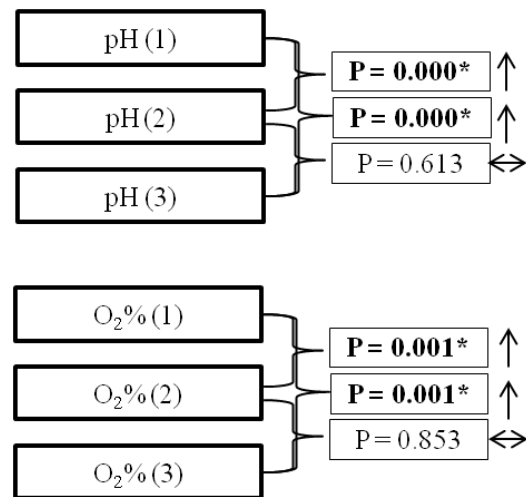 pH (1)
P = 0.000*
pH (2)
P = 0.000*
P = 0.613
pH (3)
O₂% (1)
P = 0.001*
O₂% (2)
P = 0.001*
P = 0.853
O₂% (3)